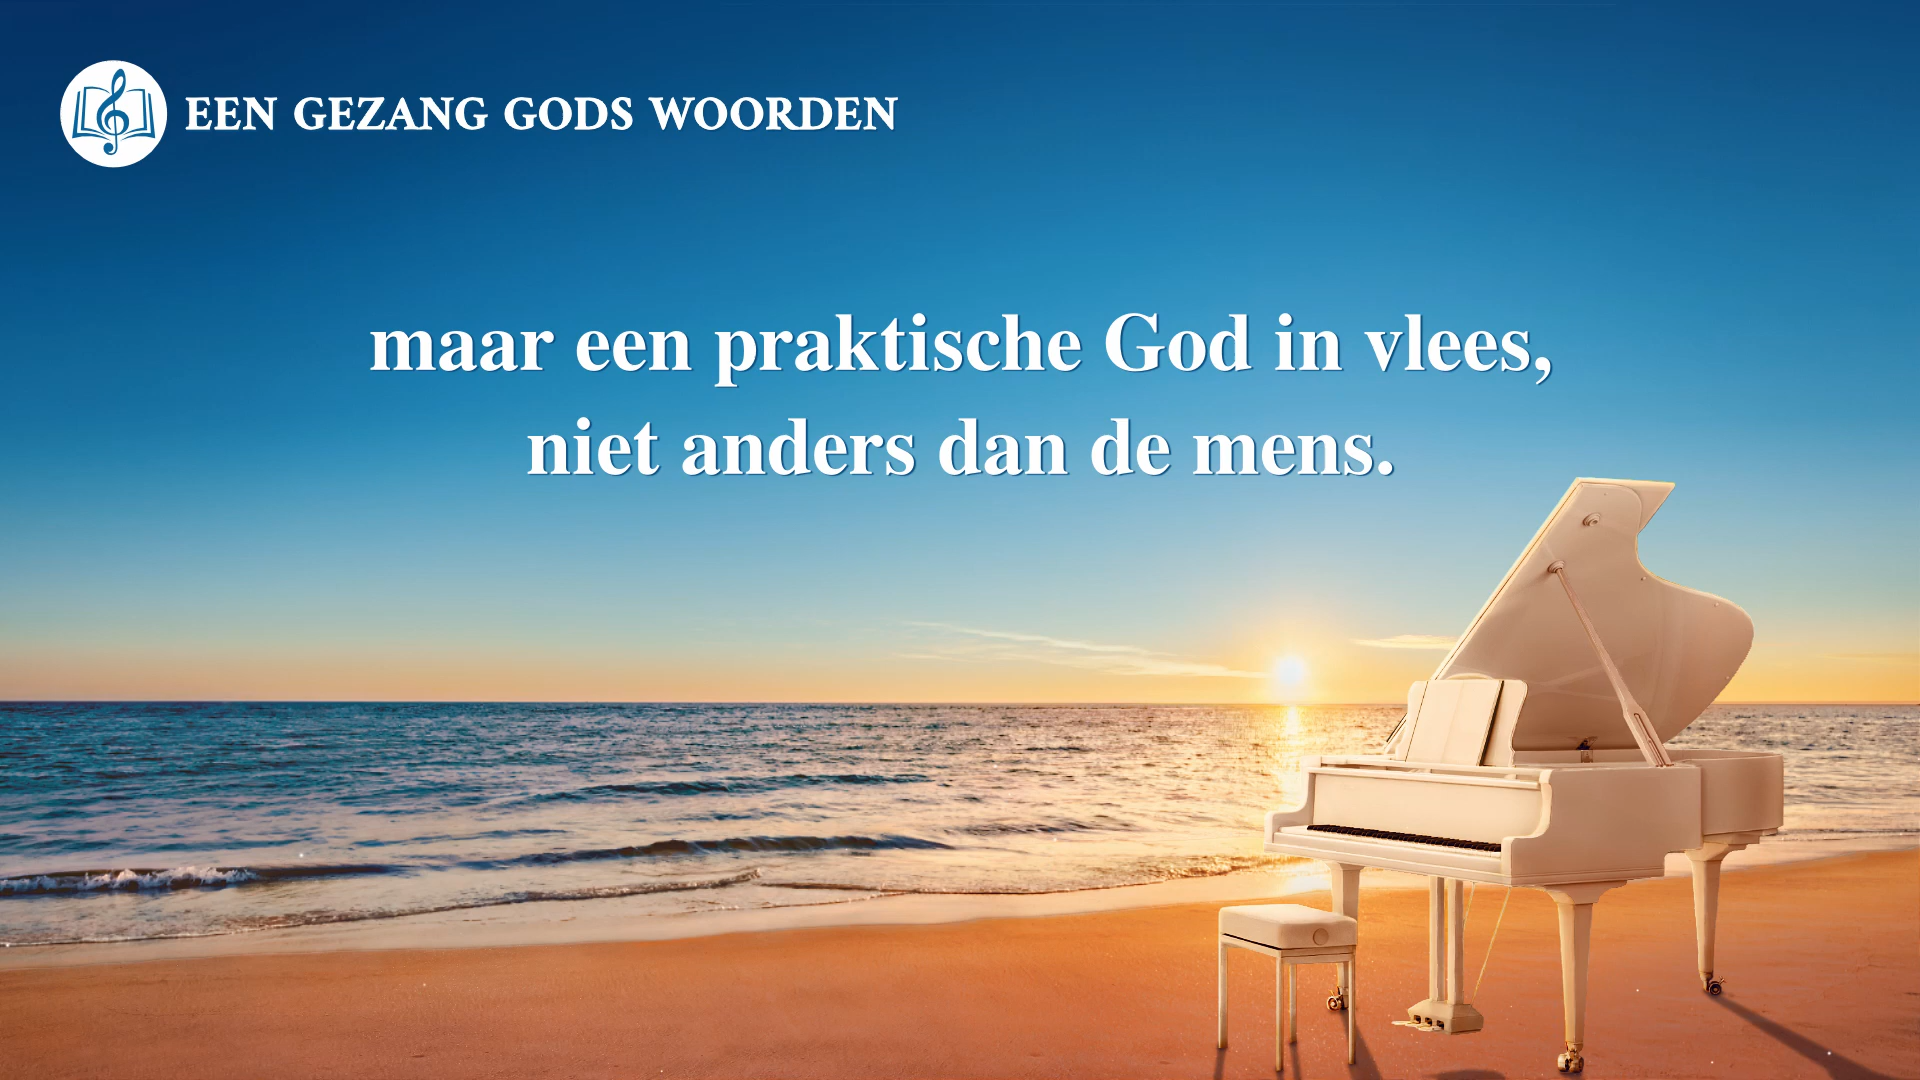 EEN GEZANG GODS WOORDEN
maar een praktische God in vlees,
niet anders dan de mens.